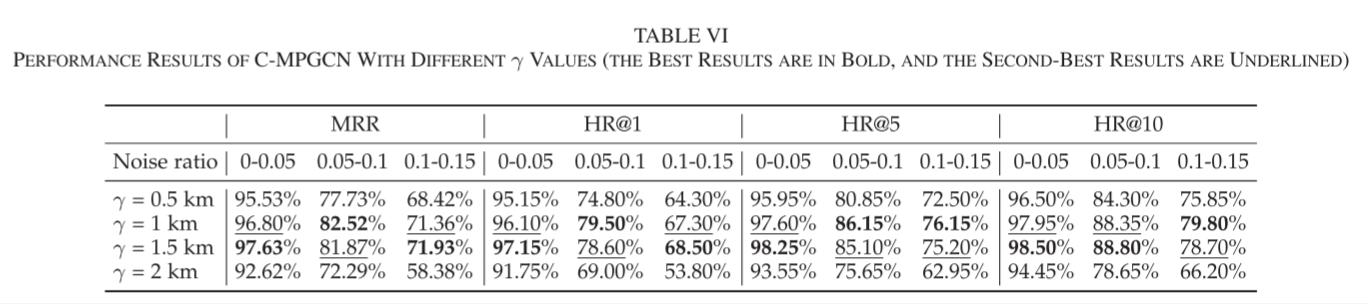 TABLE VI
PERFORMANCE RESULTS OF C-MPGCN WITH DIFFERENT γ VALUES (THE BEST RESULTS ARE IN BOLD, AND THE SECOND-BEST RESULTS ARE UNDERLINED)
MRR HR@1 HR@5 HR@10
Noise ratio 0-0.05 0.05-0.1 0.1-0.15 0-0.05 0.05-0.1 0.1-0.15 0-0.05 0.05-0.1 0.1-0.15 0-0.05 0.05-0.1 0.1-0.15
γ = 0.5 km 95.53% 77.73% 68.42% 95.15% 74.80% 64.30% 95.95% 80.85% 72.50% 96.50% 84.30% 75.85%
γ = 1 km 96.80% 82.52% 71.36% 96.10% 79.50% 67.30% 97.60% 86.15% 76.15% 97.95% 88.35% 79.80%
γ = 1.5 km 97.63% 81.87% 71.93% 97.15% 78.60% 68.50% 98.25% 85.10% 75.20% 98.50% 88.80% 78.70%
γ = 2 km 92.62% 72.29% 58.38% 91.75% 69.00% 53.80% 93.55% 75.65% 62.95% 94.45% 78.65% 66.20%